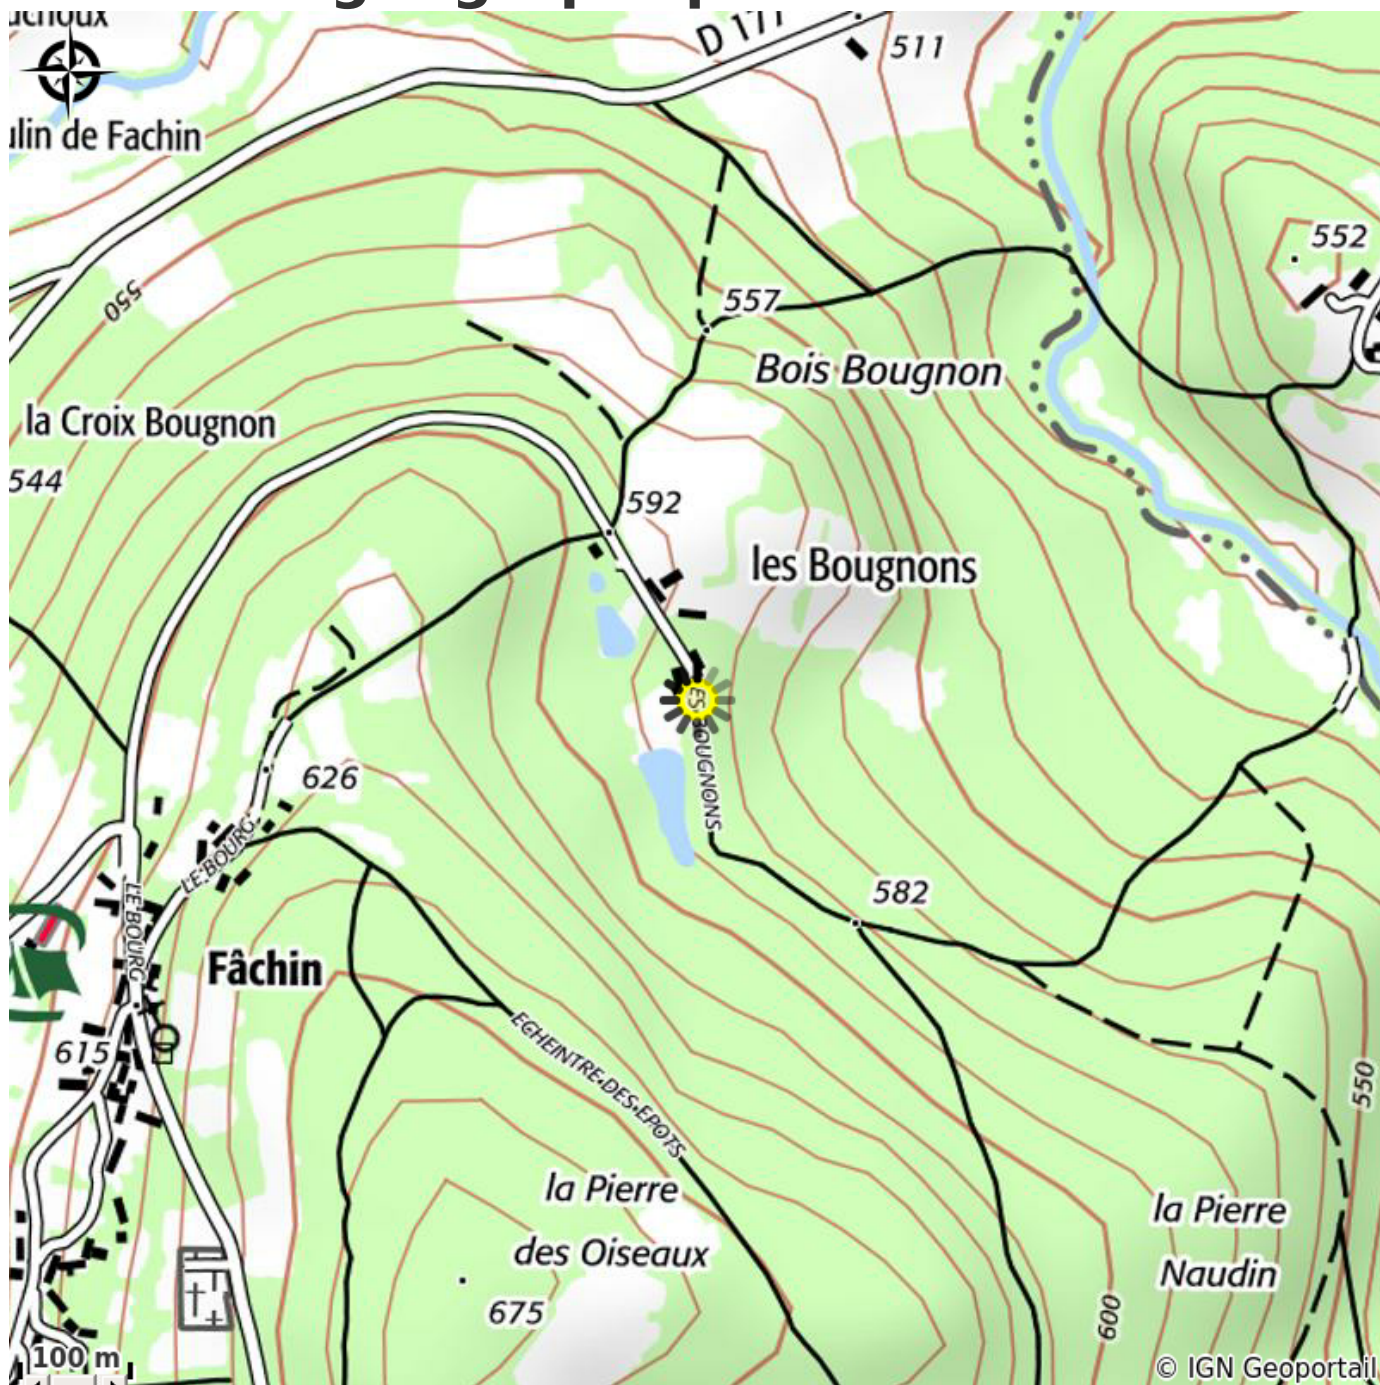 D 177
511
de Fachin
552
550
557
Bois Bougnon
la Croix Bougnon
544
592
les Bougnons
ES BOUGNONS
626
LE BOURG
LE BOURG
582
Fâchin
615
ECHEINTRE DES EPOTS
550
la Pierre
des Oiseaux
la Pierre
Naudin
675
600
100 m
© IGN Geoportail